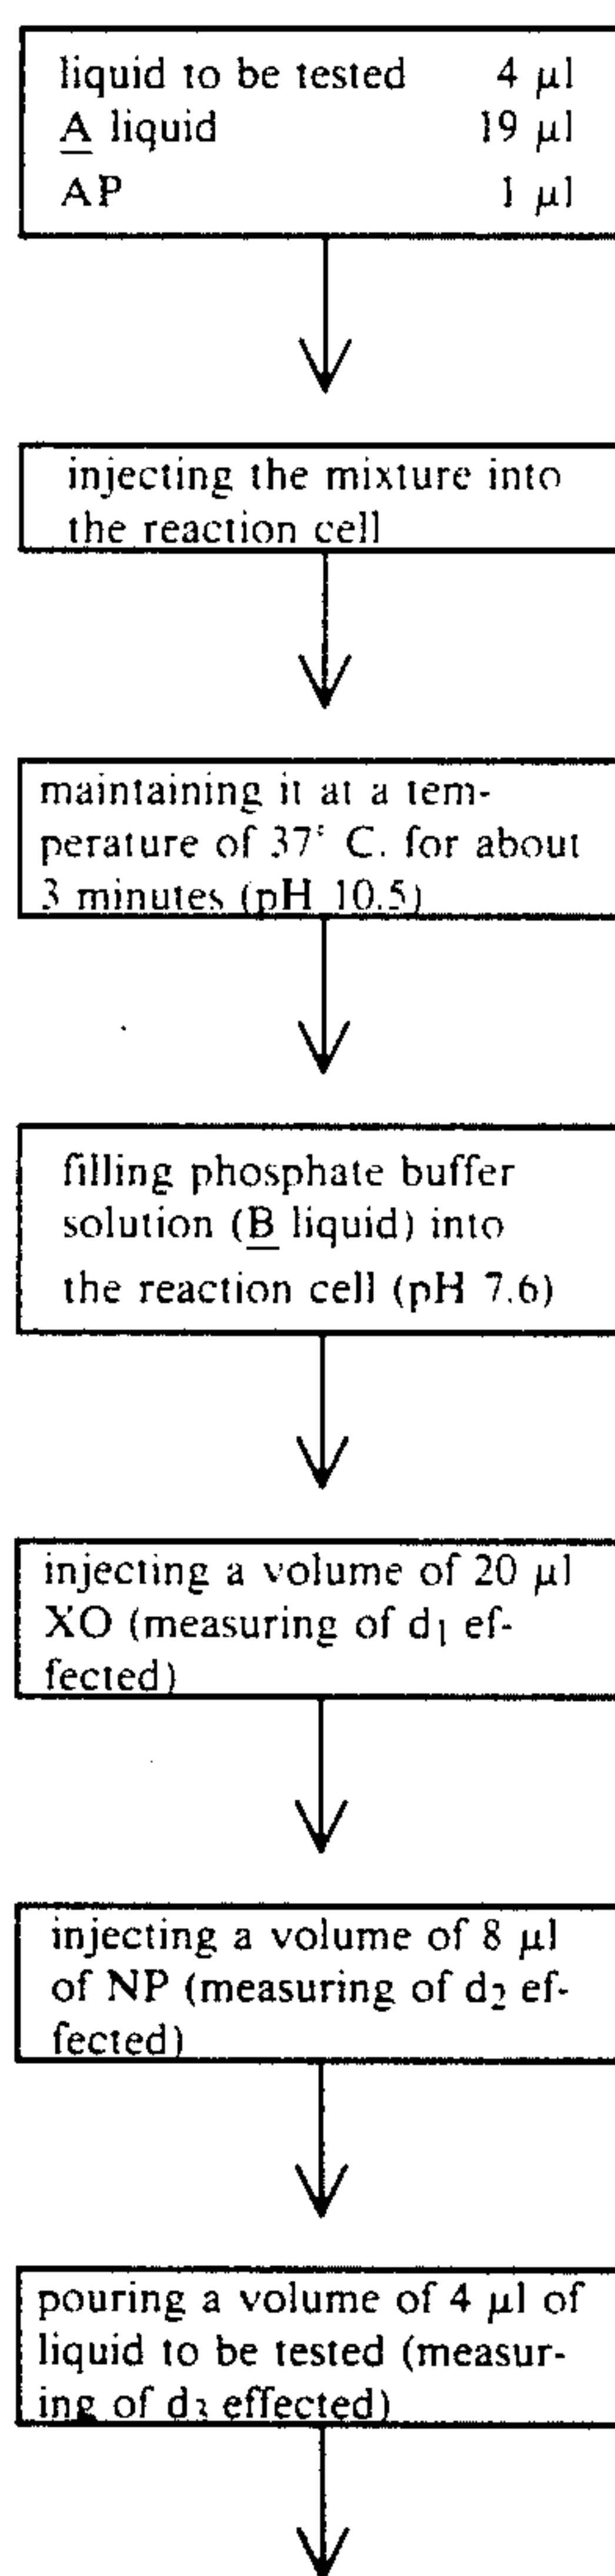 liquid to be tested 4 µl
A liquid 19 µl
AP 1 µl
injecting the mixture into
the reaction cell
maintaining it at a tem-
perature of 37° C. for about
3 minutes (pH 10.5)
filling phosphate buffer
solution (B liquid) into
the reaction cell (pH 7.6)
injecting a volume of 20 µl
XO (measuring of d1 ef-
fected)
injecting a volume of 8 µl
of NP (measuring of d2 ef-
fected)
pouring a volume of 4 µl of
liquid to be tested (measur-
ing of d3 effected)